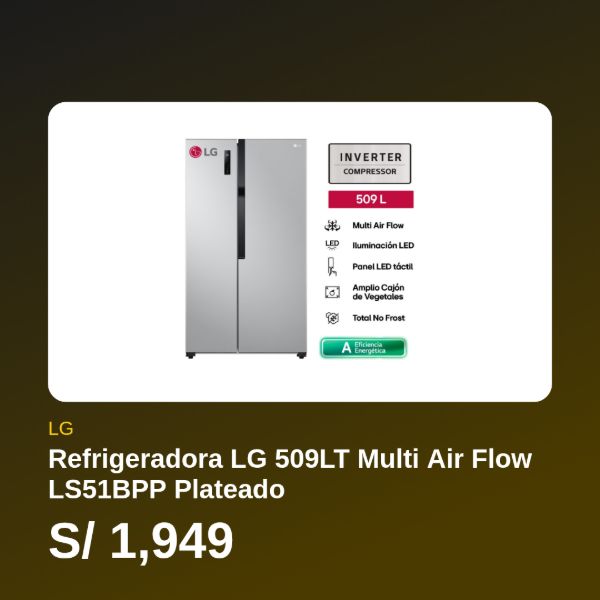 LG
INVERTER
COMPRESSOR
509 L
Multi Air Flow
LED
Iluminación LED
Panel LED táctil
Amplio Cajón
de Vegetales
Total No Frost
A
Eficiencia
Energética
LG
Refrigeradora LG 509LT Multi Air Flow
LS51BPP Plateado
S/ 1,949